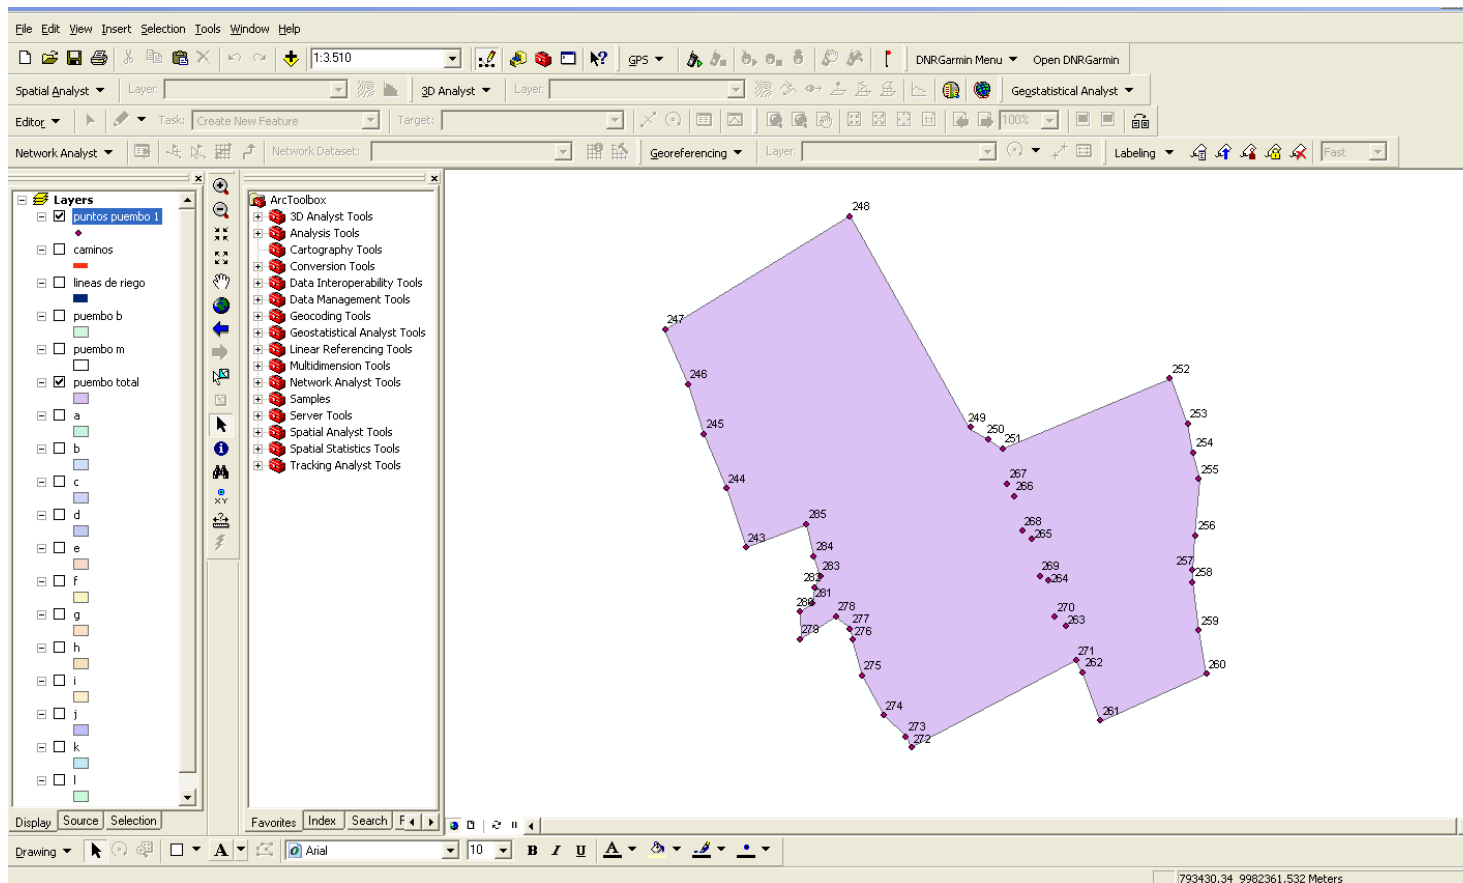 File Edit View Insert Selection Tools Window Help
1:3.510 GPS DNRGarmin Menu Open DNRGarmin
Spatial Analyst Layer: 3D Analyst Layer: Geostatistical Analyst
Editor Task: Create New Feature Target: 100%
Network Analyst Network Dataset: Georeferencing Layer: Labeling Fast
Layers
puntos puembo 1
caminos
lineas de riego
puembo b
puembo m
puembo total
a
b
c
d
e
f
g
h
i
j
k
l
Display Source Selection
XY
ArcToolbox
3D Analyst Tools
Analysis Tools
Cartography Tools
Conversion Tools
Data Interoperability Tools
Data Management Tools
Geocoding Tools
Geostatistical Analyst Tools
Linear Referencing Tools
Multidimension Tools
Network Analyst Tools
Samples
Server Tools
Spatial Analyst Tools
Spatial Statistics Tools
Tracking Analyst Tools
Favorites Index Search
248
247
252
246
253
249
250
245
251
254
255
267
244
266
285
268
256
243
265
284
257
283
269
258
282
264
281
280
278
270
277
263
259
279
276
271
262
275
260
274
261
273
272
Drawing A Arial 10 B I U A
793430.34 9982361.532 Meters